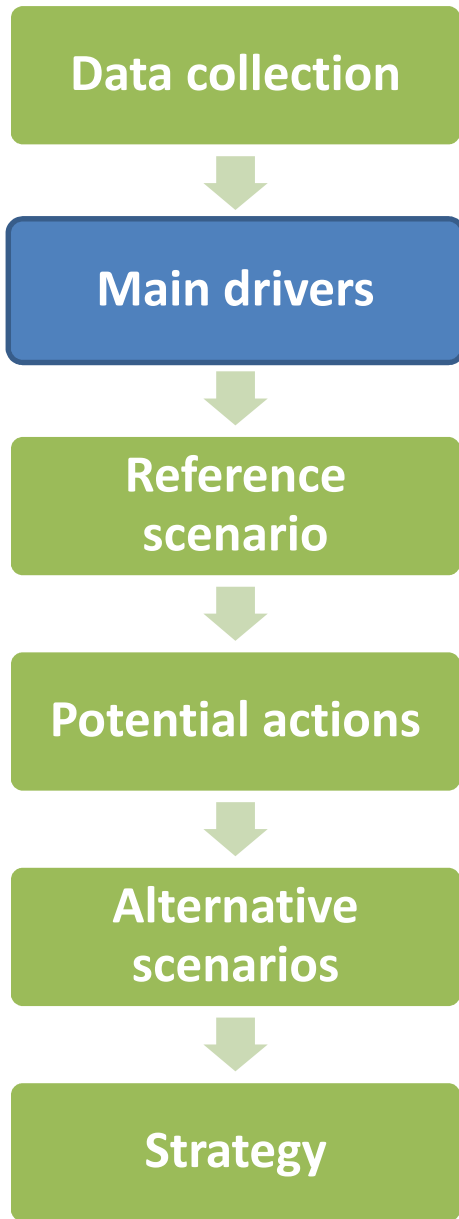 Data collection
Main drivers
Reference
scenario
Potential actions
Alternative
scenarios
Strategy